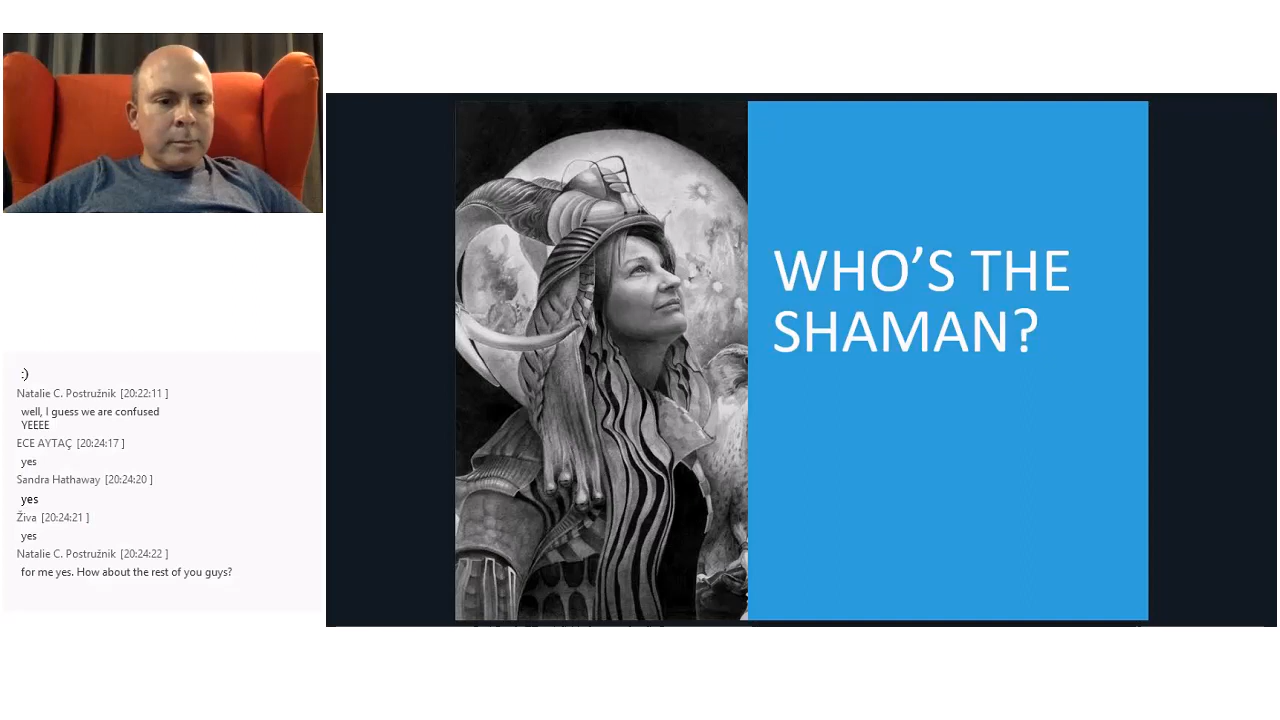 :)
Natalie C. Postružnik [20:22:11 ]
well, I guess we are confused
YEEEE
ECE AYTAÇ [20:24:17 ]
yes
Sandra Hathaway [20:24:20 ]
yes
Živa [20:24:21 ]
yes
Natalie C. Postružnik [20:24:22 ]
for me yes. How about the rest of you guys?
WHO’S THE
SHAMAN?